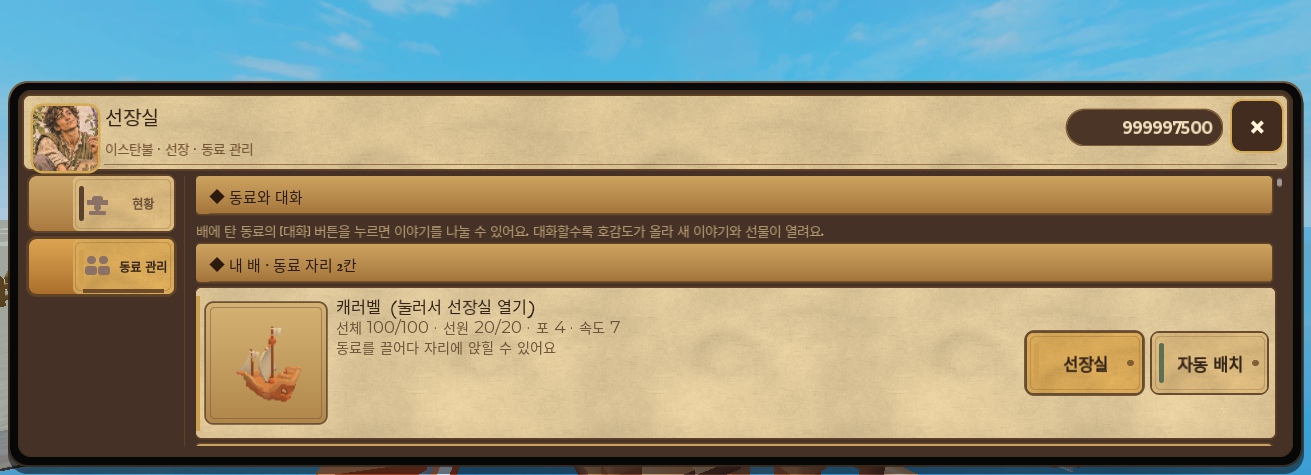 선장실
이스탄불 · 선장 · 동료 관리
999997500
×
현황
동료 관리
◆ 동료와 대화
배에 탄 동료의 [대화] 버튼을 누르면 이야기를 나눌 수 있어요. 대화할수록 호감도가 올라 새 이야기와 선물이 열려요.
◆ 내 배 · 동료 자리 2칸
캐러벨 (눌러서 선장실 열기)
선체 100/100 · 선원 20/20 · 포 4 · 속도 7
동료를 끌어다 자리에 앉힐 수 있어요
선장실
자동 배치